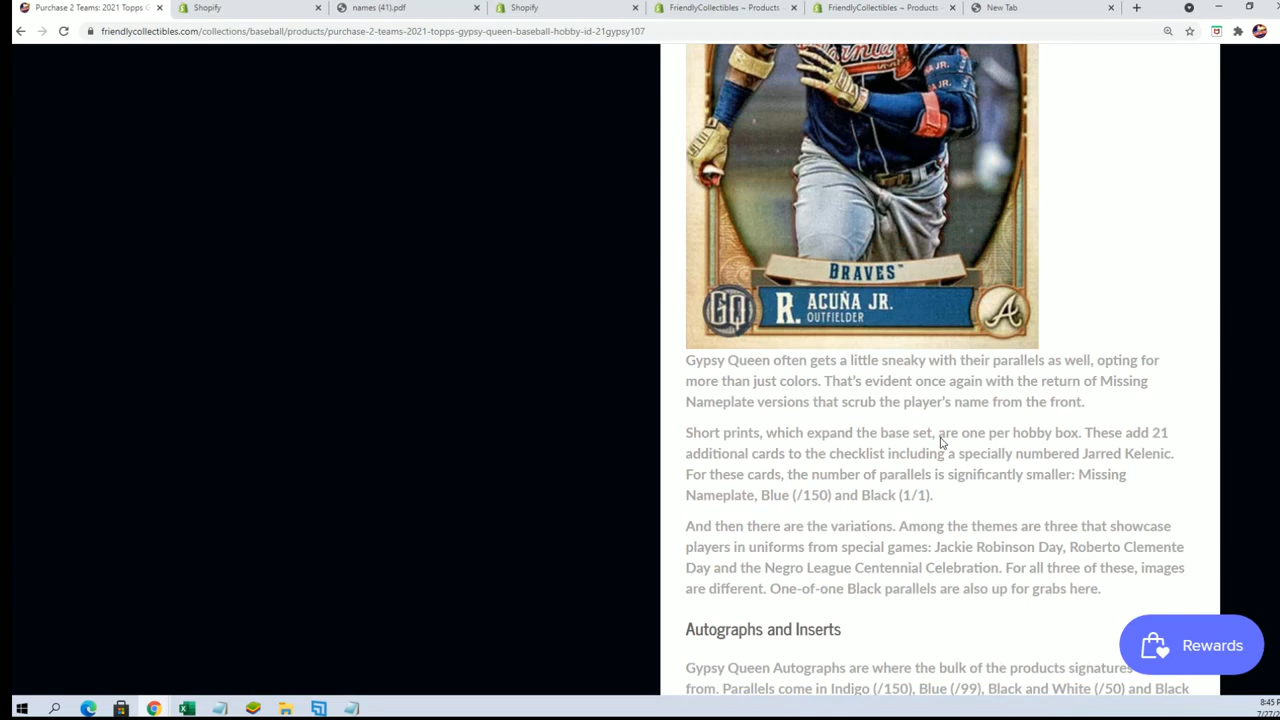 Purchase 2 Teams: 2021 Topps G
Shopify
names (41).pdf
Shopify
FriendlyCollectibles ~ Products
FriendlyCollectibles ~ Products
New Tab
friendlycollectibles.com/collections/baseball/products/purchase-2-teams-2021-topps-gypsy-queen-baseball-hobby-id-21gypsy107
BRAVES™
GQ
R. ACUÑA JR.
OUTFIELDER
A
Gypsy Queen often gets a little sneaky with their parallels as well, opting for
more than just colors. That's evident once again with the return of Missing
Nameplate versions that scrub the player's name from the front.
Short prints, which expand the base set, are one per hobby box. These add 21
additional cards to the checklist including a specially numbered Jarred Kelenic.
For these cards, the number of parallels is significantly smaller: Missing
Nameplate, Blue (/150) and Black (1/1).
And then there are the variations. Among the themes are three that showcase
players in uniforms from special games: Jackie Robinson Day, Roberto Clemente
Day and the Negro League Centennial Celebration. For all three of these, images
are different. One-of-one Black parallels are also up for grabs here.
Autographs and Inserts
Rewards
Gypsy Queen Autographs are where the bulk of the products signatures
from. Parallels come in Indigo (/150), Blue (/99), Black and White (/50) and Black
8:45 P
7/27/2